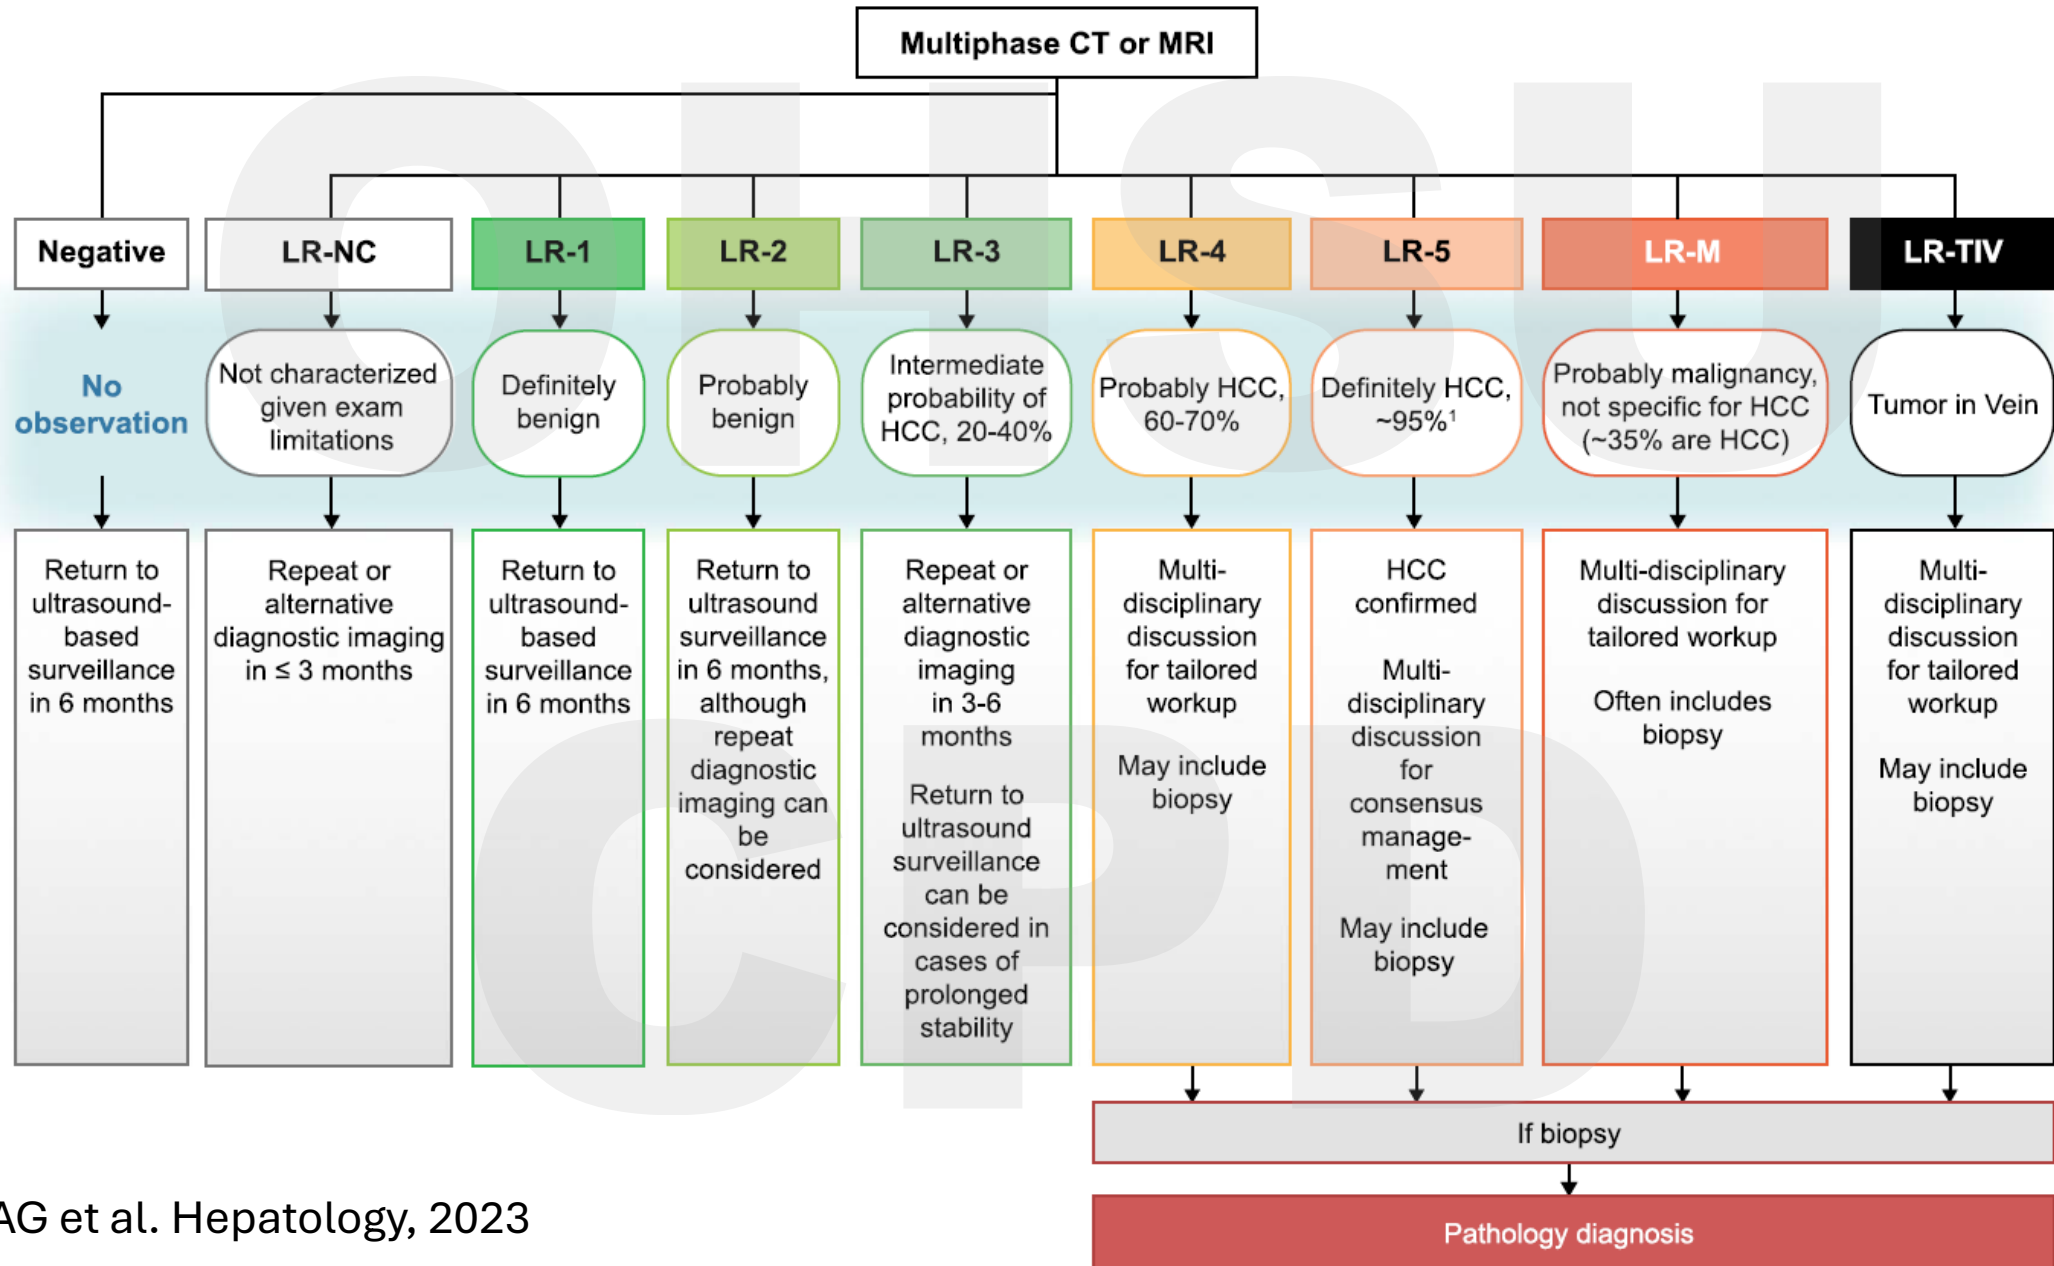 Multiphase CT or MRI
Negative
LR-NC
LR-1
LR-2
LR-3
LR-4
LR-5
LR-M
LR-TIV
No
observation
Not characterized
given exam
limitations
Definitely
benign
Probably
benign
Intermediate
probability of
HCC, 20-40%
Probably HCC,
60-70%
Definitely HCC,
~95%¹
Probably malignancy,
not specific for HCC
(~35% are HCC)
Tumor in Vein
Return to
ultrasound-
based
surveillance
in 6 months
Repeat or
alternative
diagnostic imaging
in ≤ 3 months
Return to
ultrasound-
based
surveillance
in 6 months
Return to
ultrasound
surveillance
in 6 months,
although
repeat
diagnostic
imaging can
be
considered
Repeat or
alternative
diagnostic
imaging
in 3-6
months
Return to
ultrasound
surveillance
can be
considered in
cases of
prolonged
stability
Multi-
disciplinary
discussion
for tailored
workup
May include
biopsy
HCC
confirmed
Multi-
disciplinary
discussion
for
consensus
manage-
ment
May include
biopsy
Multi-disciplinary
discussion for
tailored workup
Often includes
biopsy
Multi-
disciplinary
discussion
for tailored
workup
May include
biopsy
If biopsy
Pathology diagnosis
AG et al. Hepatology, 2023
OHSU
CPD